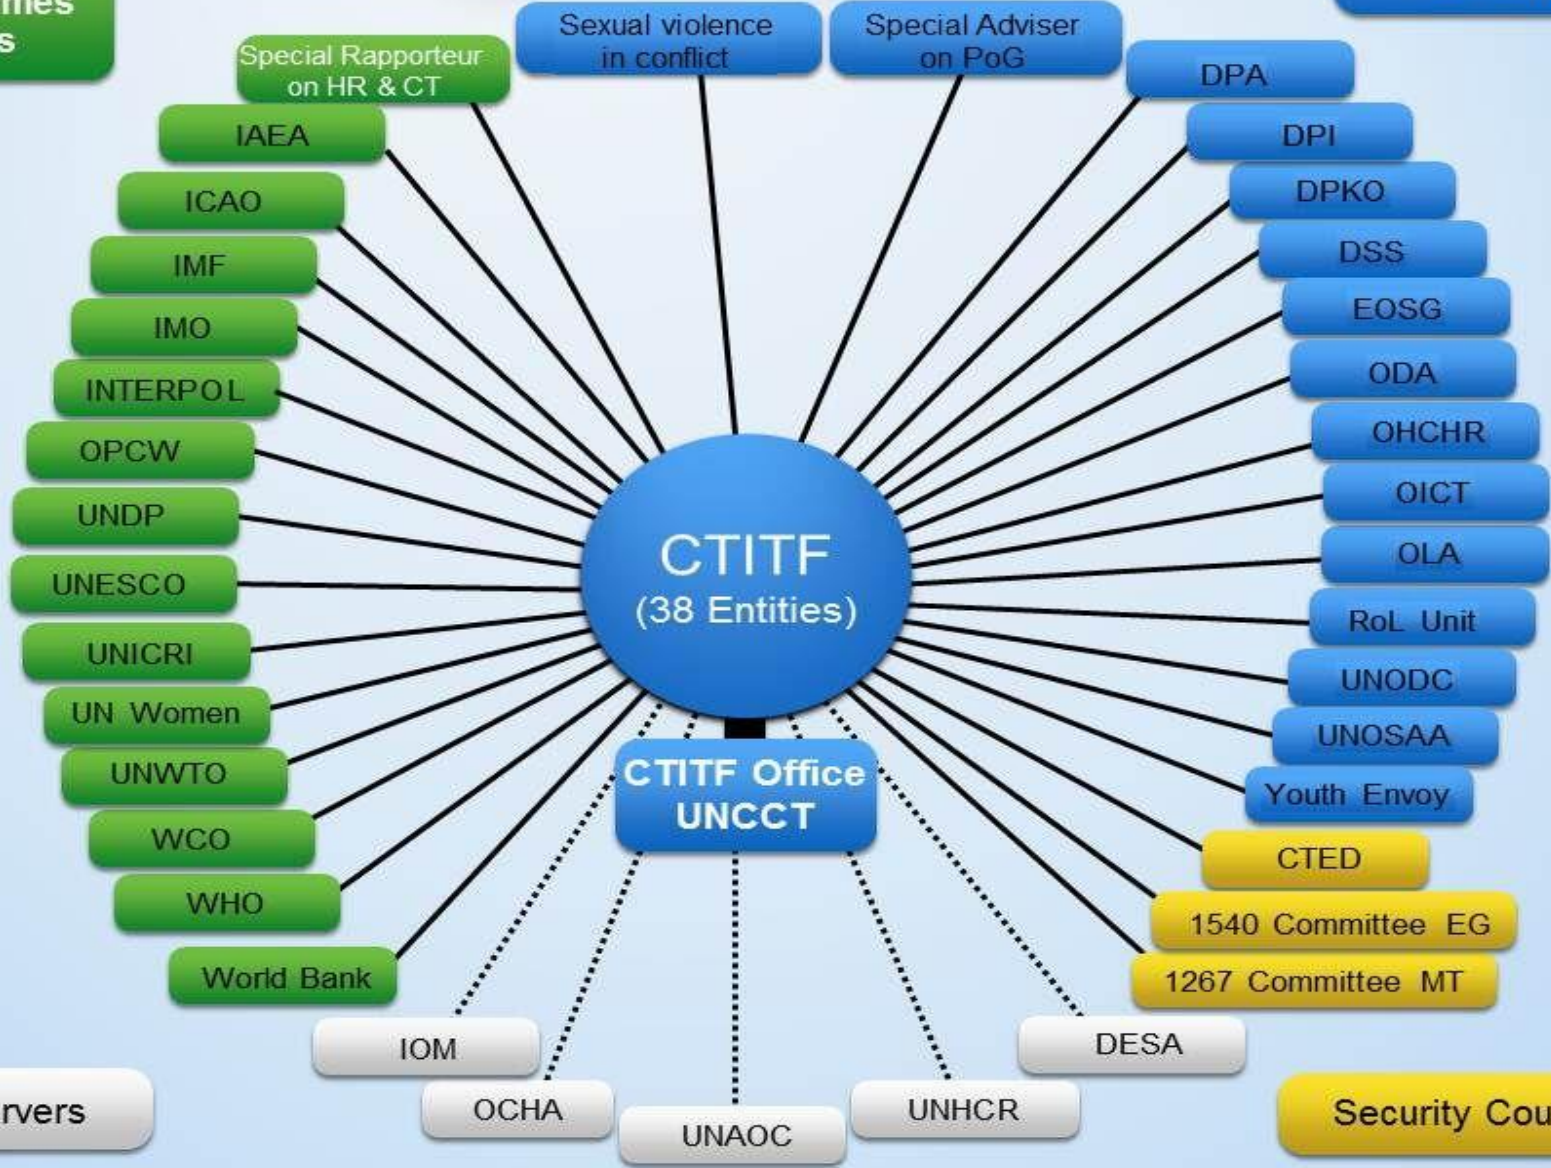 Sexual violence
in conflict
Special Adviser
on PoG
Special Rapporteur
on HR & CT
DPA
IAEA
DPI
ICAO
DPKO
IMF
DSS
IMO
EOSG
INTERPOL
ODA
OPCW
OHCHR
UNDP
OICT
UNESCO
OLA
CTITF
(38 Entities)
UNICRI
RoL Unit
UN Women
UNODC
UNWTO
UNOSAA
CTITF Office
UNCCT
Youth Envoy
WCO
CTED
WHO
1540 Committee EG
World Bank
1267 Committee MT
IOM
DESA
OCHA
UNHCR
UNAOC
Security